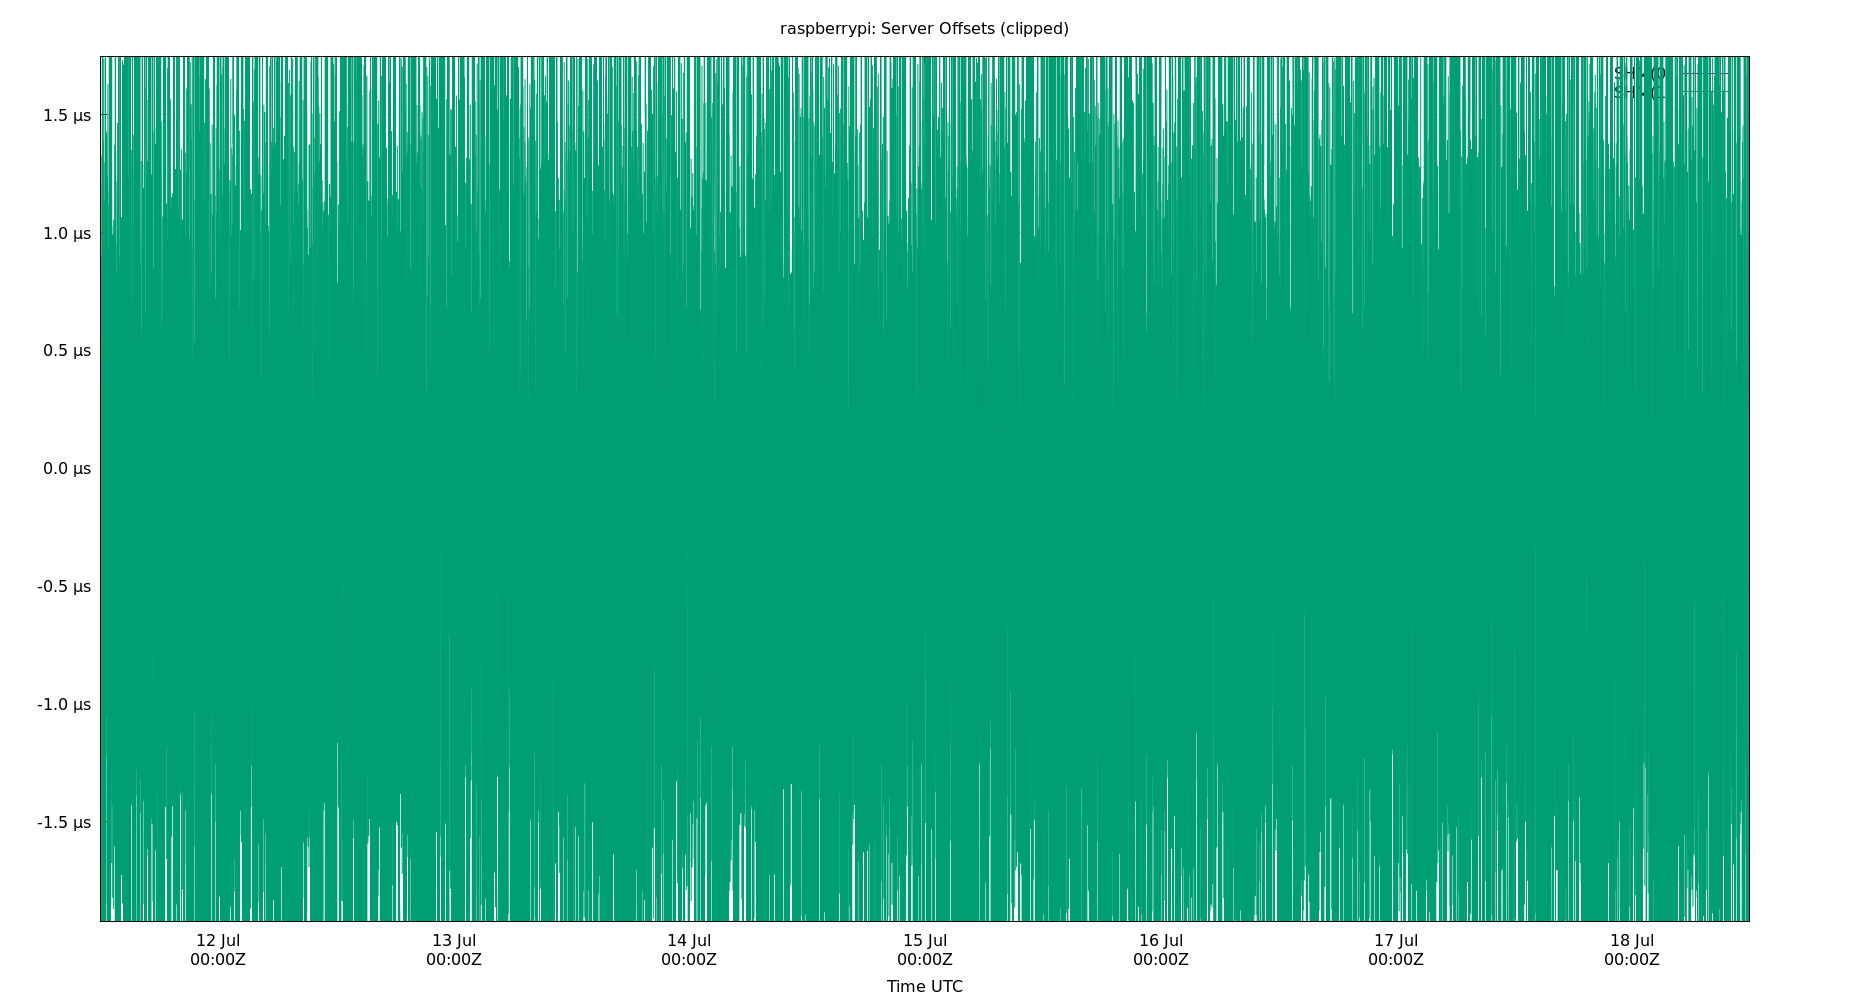 raspberrypi: Server Offsets (clipped)
1.5 µs
1.0 µs
0.5 µs
0.0 µs
-0.5 µs
-1.0 µs
-1.5 µs
12 Jul 13 Jul 14 Jul 15 Jul 16 Jul 17 Jul 18 Jul
00:00Z 00:00Z 00:00Z 00:00Z 00:00Z 00:00Z 00:00Z
Time UTC